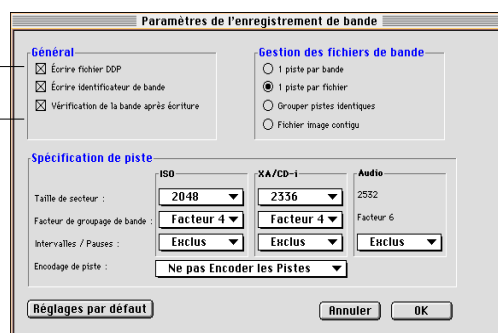 Paramètres de l'enregistrement de bande
Général
Écrire fichier DDP
Écrire identificateur de bande
Vérification de la bande après écriture
Gestion des fichiers de bande
1 piste par bande
1 piste par fichier
Grouper pistes identiques
Fichier image contigu
Spécification de piste
ISO XA/CD-i Audio
Taille de secteur : 2048 2336 2532
Facteur de groupage de bande : Facteur 4 Facteur 4 Facteur 6
Intervalles / Pauses : Exclus Exclus Exclus
Encodage de piste : Ne pas Encoder les Pistes
Réglages par défaut Annuler OK